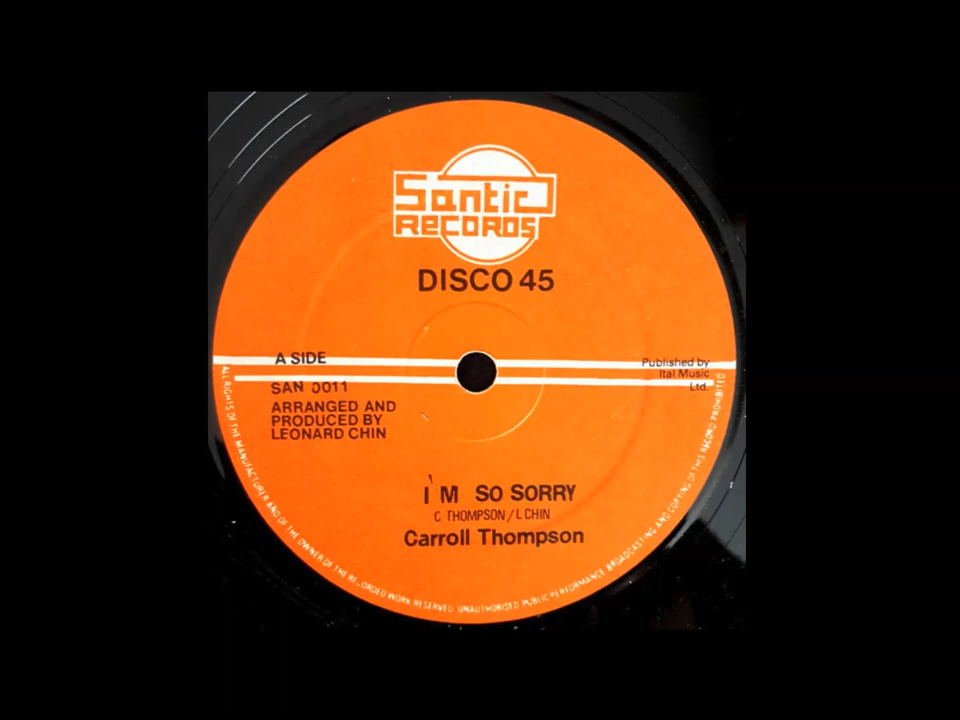 Santic
RECORDS
DISCO 45
A SIDE
SAN 0011
ARRANGED AND
PRODUCED BY
LEONARD CHIN
Published by
Ital Music
Ltd.
I'M SO SORRY
C THOMPSON / L CHIN
Carroll Thompson
ALL RIGHTS OF THE MANUFACTURER AND OF THE OWNER OF THE RECORDED WORK RESERVED UNAUTHORISED PUBLIC PERFORMANCE BROADCASTING AND COPYING OF THIS RECORD PROHIBITED